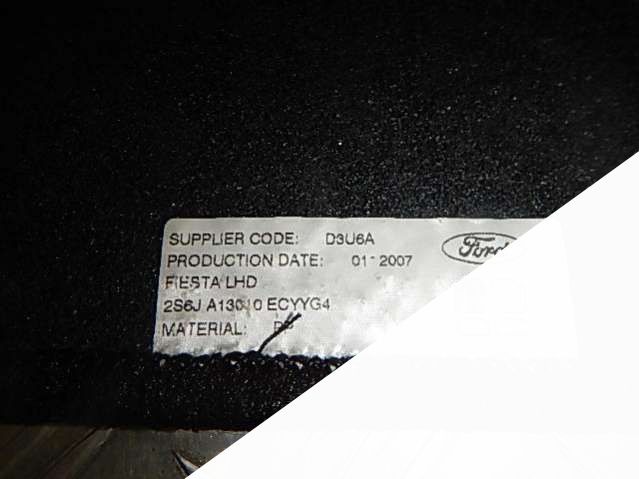 SUPPLIER CODE: D3U6A
PRODUCTION DATE: 01 2007
Ford
FIESTA LHD
2S6J A13010 ECYYG4
MATERIAL: